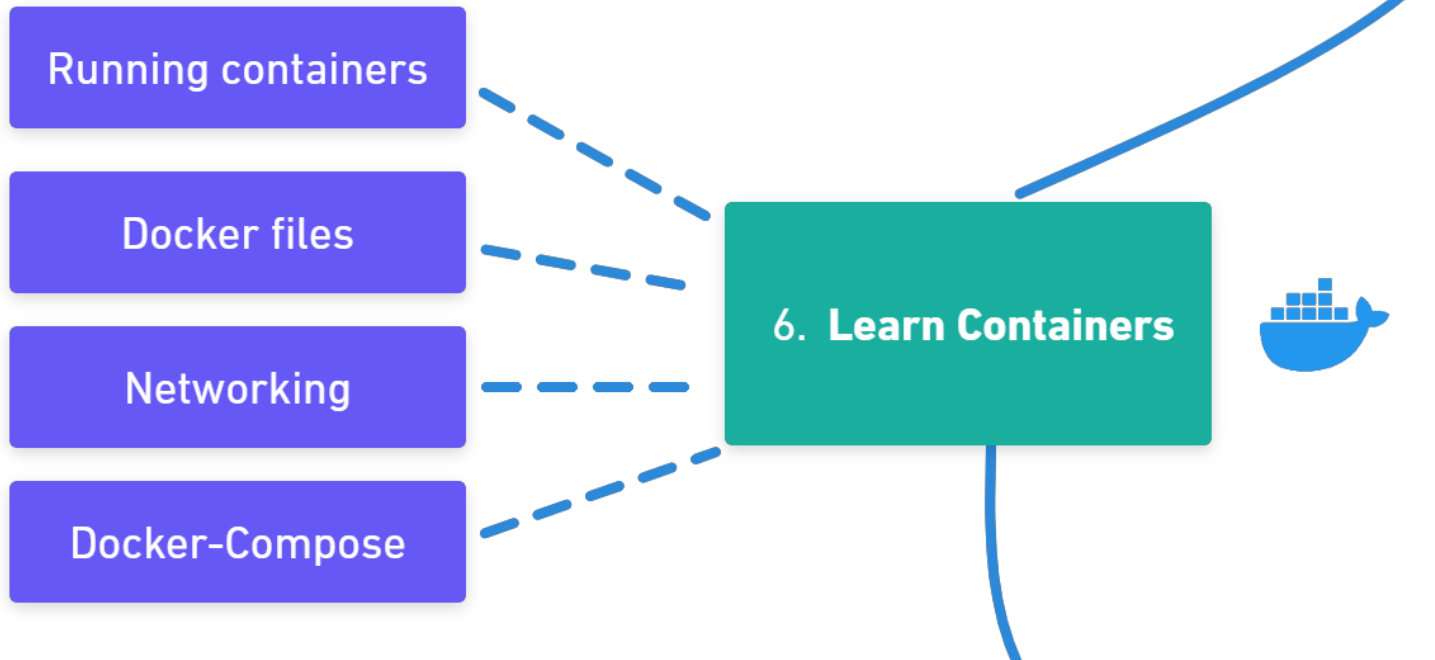 Running containers
Docker files
Networking
Docker-Compose
6. Learn Containers